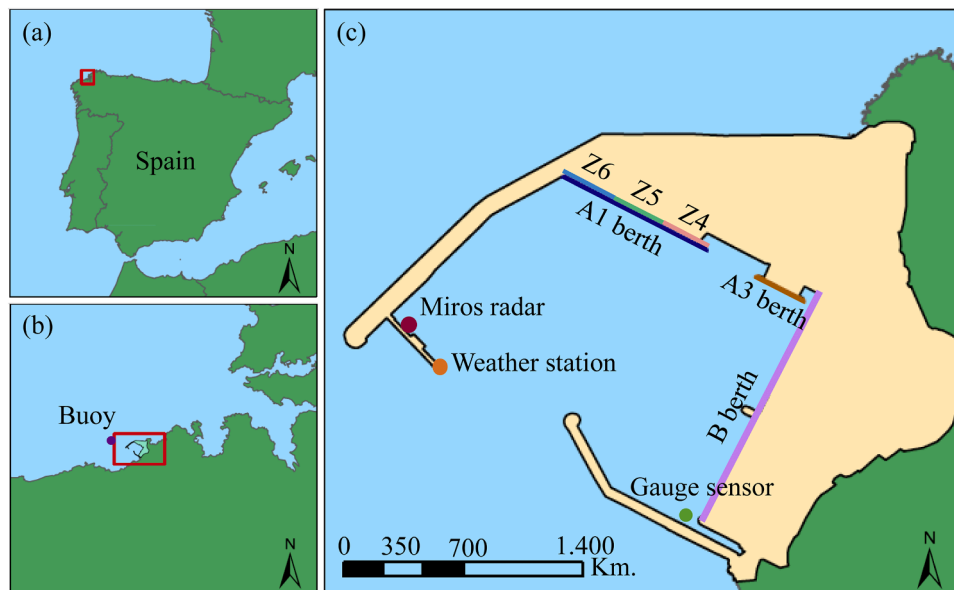 (a)
Spain
N
(b)
Buoy
N
(c)
Z6
Z5
Z4
A1 berth
A3 berth
Miros radar
Weather station
B berth
Gauge sensor
0 350 700 1.400
Km.
N